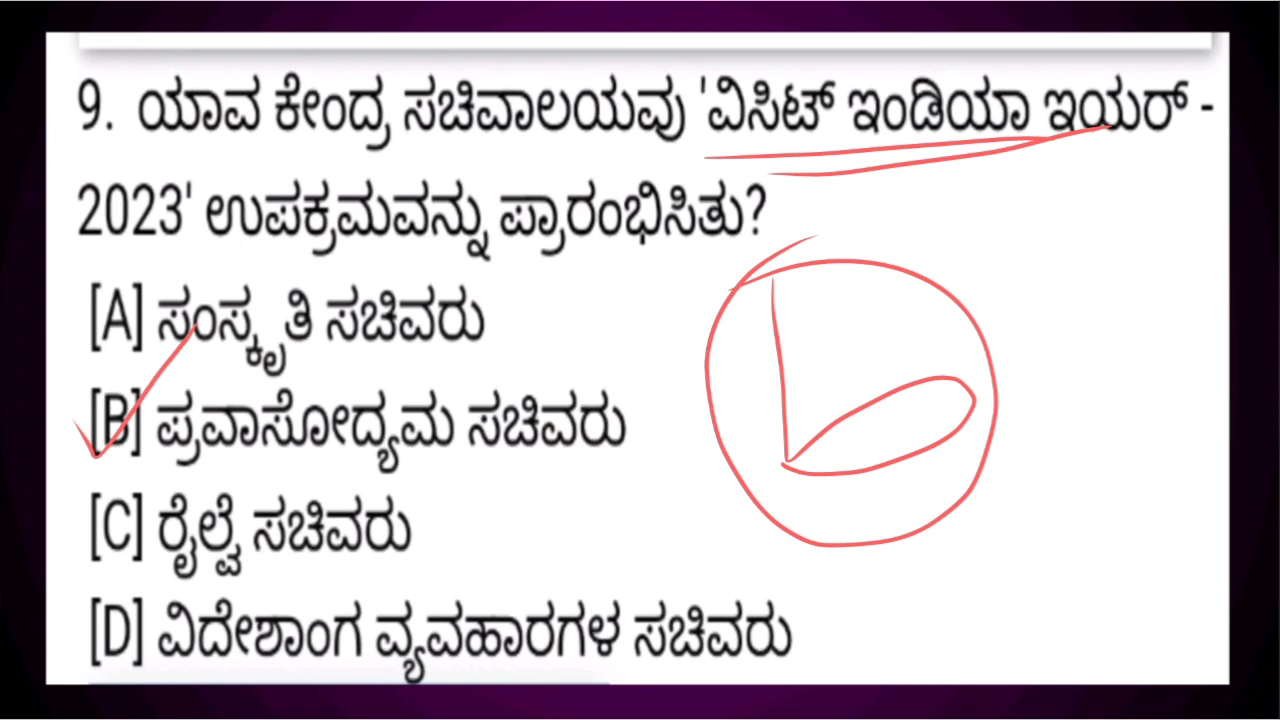 9. ಯಾವ ಕೇಂದ್ರ ಸಚಿವಾಲಯವು 'ವಿಸಿಟ್ ಇಂಡಿಯಾ ಇಯರ್ -
2023' ಉಪಕ್ರಮವನ್ನು ಪ್ರಾರಂಭಿಸಿತು?
[A] ಸಂಸ್ಕೃತಿ ಸಚಿವರು
[B] ಪ್ರವಾಸೋದ್ಯಮ ಸಚಿವರು
b
[C] ರೈಲ್ವೆ ಸಚಿವರು
[D] ವಿದೇಶಾಂಗ ವ್ಯವಹಾರಗಳ ಸಚಿವರು